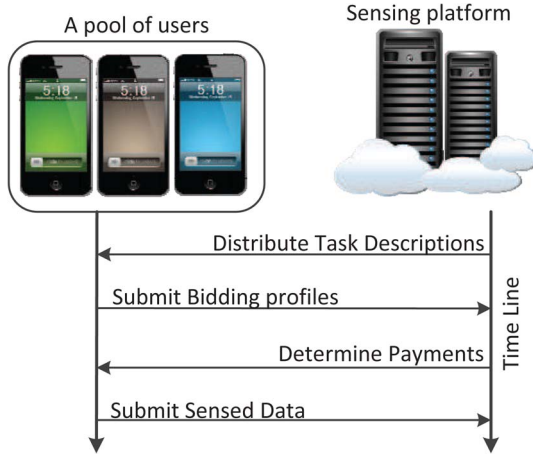 A pool of users
Sensing platform
5:18
5:18
5:18
Distribute Task Descriptions
Submit Bidding profiles
Determine Payments
Submit Sensed Data
Time Line